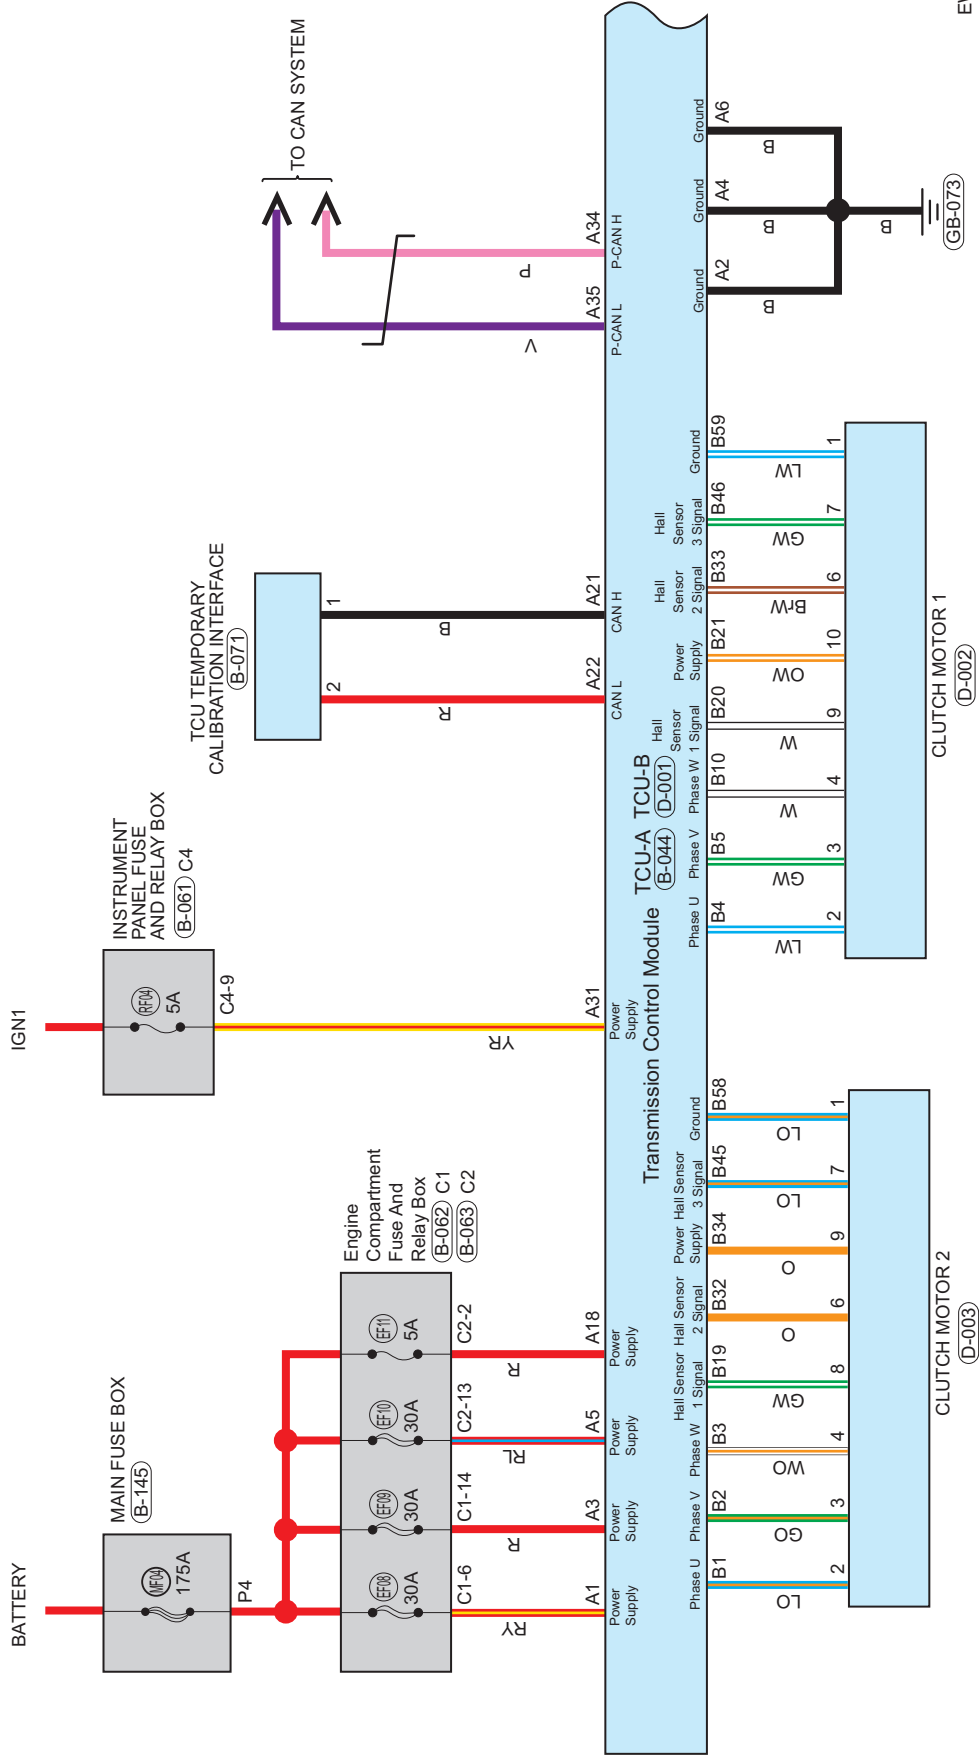 BATTERY
IGN1
MAIN FUSE BOX
B-145
MF04
175A
P4
INSTRUMENT
PANEL FUSE
AND RELAY BOX
B-061 C4
RF04
5A
C4-9
YR
TCU TEMPORARY
CALIBRATION INTERFACE
B-071
2
1
R
B
TO CAN SYSTEM
V
P
Engine
Compartment
Fuse And
Relay Box
B-062 C1
B-063 C2
EF08
30A
EF09
30A
EF10
30A
EF11
5A
C1-6
C1-14
C2-13
C2-2
RY
R
RL
R
A1
A3
A5
A18
A31
A22
A21
A35
A34
Power
Supply
Power
Supply
Power
Supply
Power
Supply
Power
Supply
CAN L
CAN H
P-CAN L
P-CAN H
Transmission Control Module
TCU-A
B-044
TCU-B
D-001
Phase U
Phase V
Phase W
Hall Sensor
1 Signal
Hall Sensor
2 Signal
Power
Supply
Hall Sensor
3 Signal
Ground
B1
B2
B3
B19
B32
B34
B45
B58
LO
GO
WO
GW
O
O
LO
LO
2
3
4
8
6
9
7
1
CLUTCH MOTOR 2
D-003
Phase U
Phase V
Phase W
Hall
Sensor
1 Signal
Power
Supply
Hall
Sensor
2 Signal
Hall
Sensor
3 Signal
Ground
B4
B5
B10
B20
B21
B33
B46
B59
LW
GW
W
W
OW
BrW
GW
LW
2
3
4
9
10
6
7
1
CLUTCH MOTOR 1
D-002
Ground
Ground
Ground
A2
A4
A6
B
B
B
B
GB-073